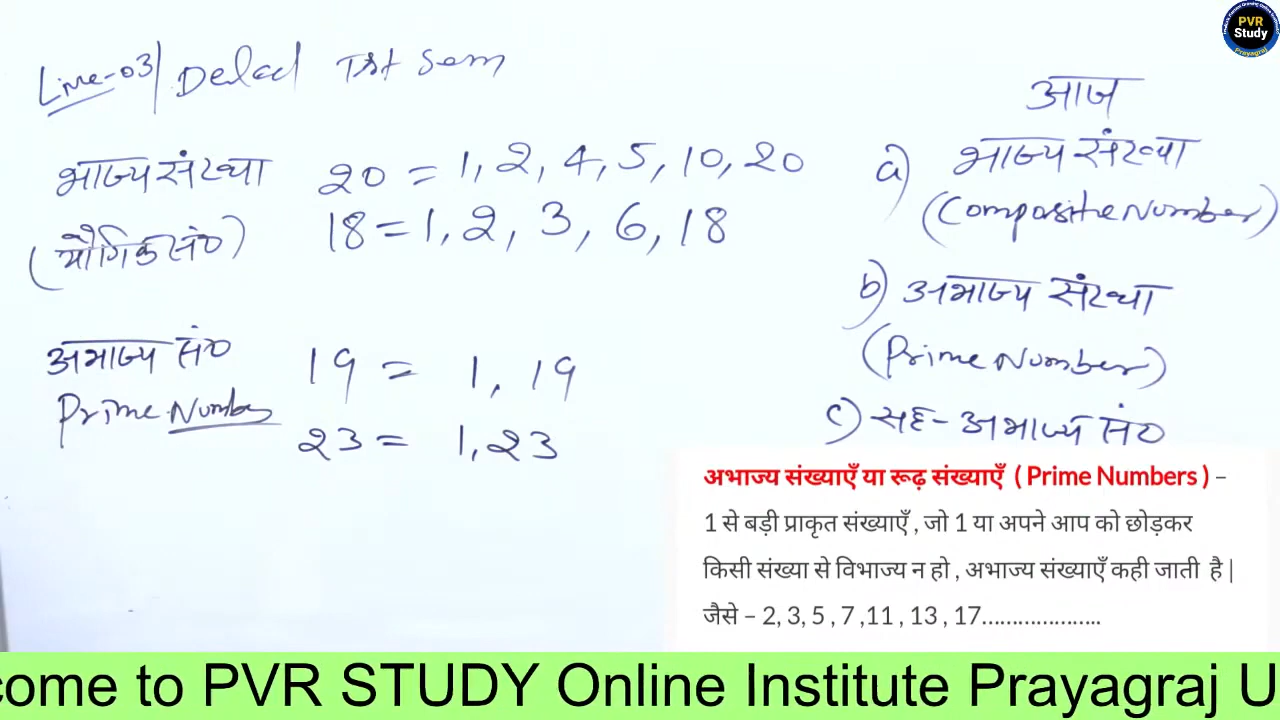 Live-03/ Deled Ist Sem
भाज्य संख्या 20 = 1, 2, 4, 5, 10, 20
(यौगिक सं०) 18 = 1, 2, 3, 6, 18
अभाज्य सं० 19 = 1, 19
Prime Number 23 = 1, 23
आज
a) भाज्य संख्या
(Composite Number)
b) अभाज्य संख्या
(Prime Number)
c) सह-अभाज्य सं०
अभाज्य संख्याएँ या रूढ़ संख्याएँ ( Prime Numbers ) –
1 से बड़ी प्राकृत संख्याएँ , जो 1 या अपने आप को छोड़कर
किसी संख्या से विभाज्य न हो , अभाज्य संख्याएँ कही जाती है |
जैसे – 2, 3, 5 , 7 ,11 , 13 , 17....................
PVR
Study
Prayagraj
come to PVR STUDY Online Institute Prayagraj U